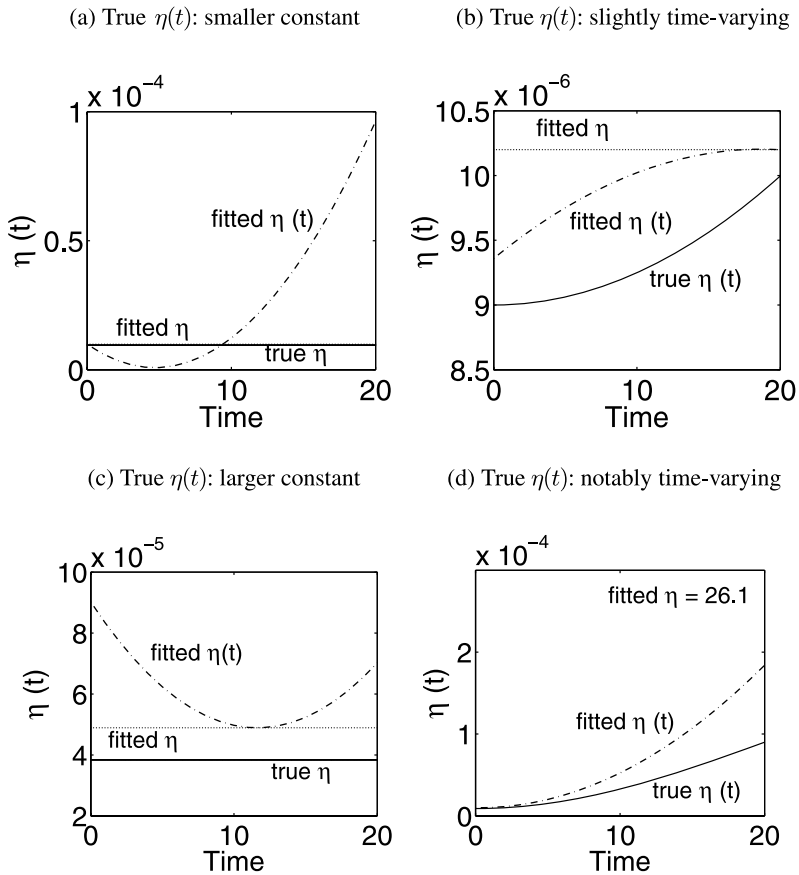 (a) True η(t): smaller constant
(b) True η(t): slightly time-varying
x 10⁻⁴
1
0.5
0
fitted η (t)
fitted η
true η
η (t)
0
10
20
Time
x 10⁻⁶
10.5
10
9.5
9
8.5
fitted η
fitted η (t)
true η (t)
η (t)
0
10
20
Time
(c) True η(t): larger constant
(d) True η(t): notably time-varying
x 10⁻⁵
10
8
6
4
2
fitted η(t)
fitted η
true η
η (t)
0
10
20
Time
x 10⁻⁴
fitted η = 26.1
4
2
0
fitted η (t)
true η (t)
η (t)
0
10
20
Time